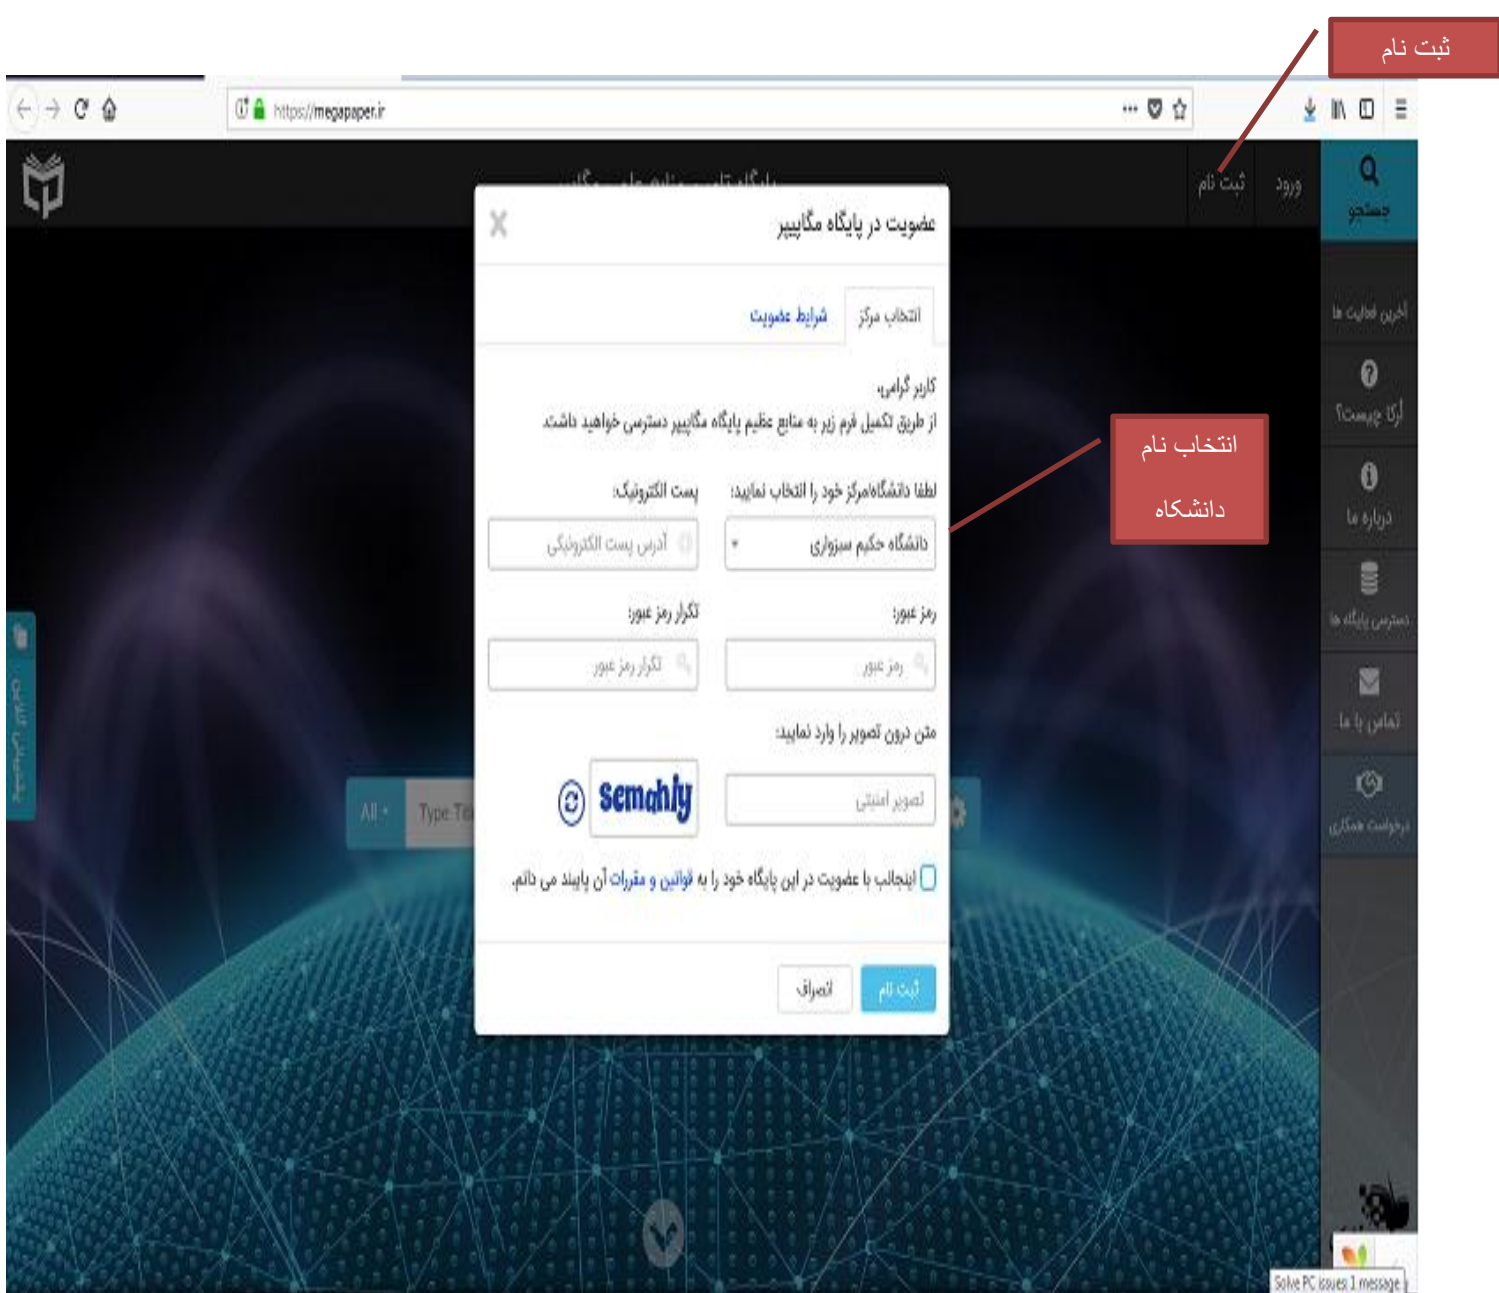 ثبت نام
https://megapaper.ir
ثبت نام
ورود
جستجو
عضویت در پایگاه مگاپیپر
انتخاب مرکز
شرایط عضویت
کاربر گرامی،
از طریق تکمیل فرم زیر به منابع عظیم پایگاه مگاپیپر دسترسی خواهید داشت.
لطفا دانشگاه/مرکز خود را انتخاب نمایید:
پست الکترونیک:
دانشگاه حکیم سبزواری
آدرس پست الکترونیکی
انتخاب نام
دانشکاه
رمز عبور:
تکرار رمز عبور:
رمز عبور
تکرار رمز عبور
متن درون تصویر را وارد نمایید:
تصویر امنیتی
semahly
اینجانب با عضویت در این پایگاه خود را به قوانین و مقررات آن پایبند می دانم.
ثبت نام
انصراف
آخرین فعالیت ها
آرکا چیست؟
درباره ما
دسترسی پایگاه ها
تماس با ما
درخواست همکاری
پشتیبانی آنلاین
All
Type
Solve PC issues: 1 message